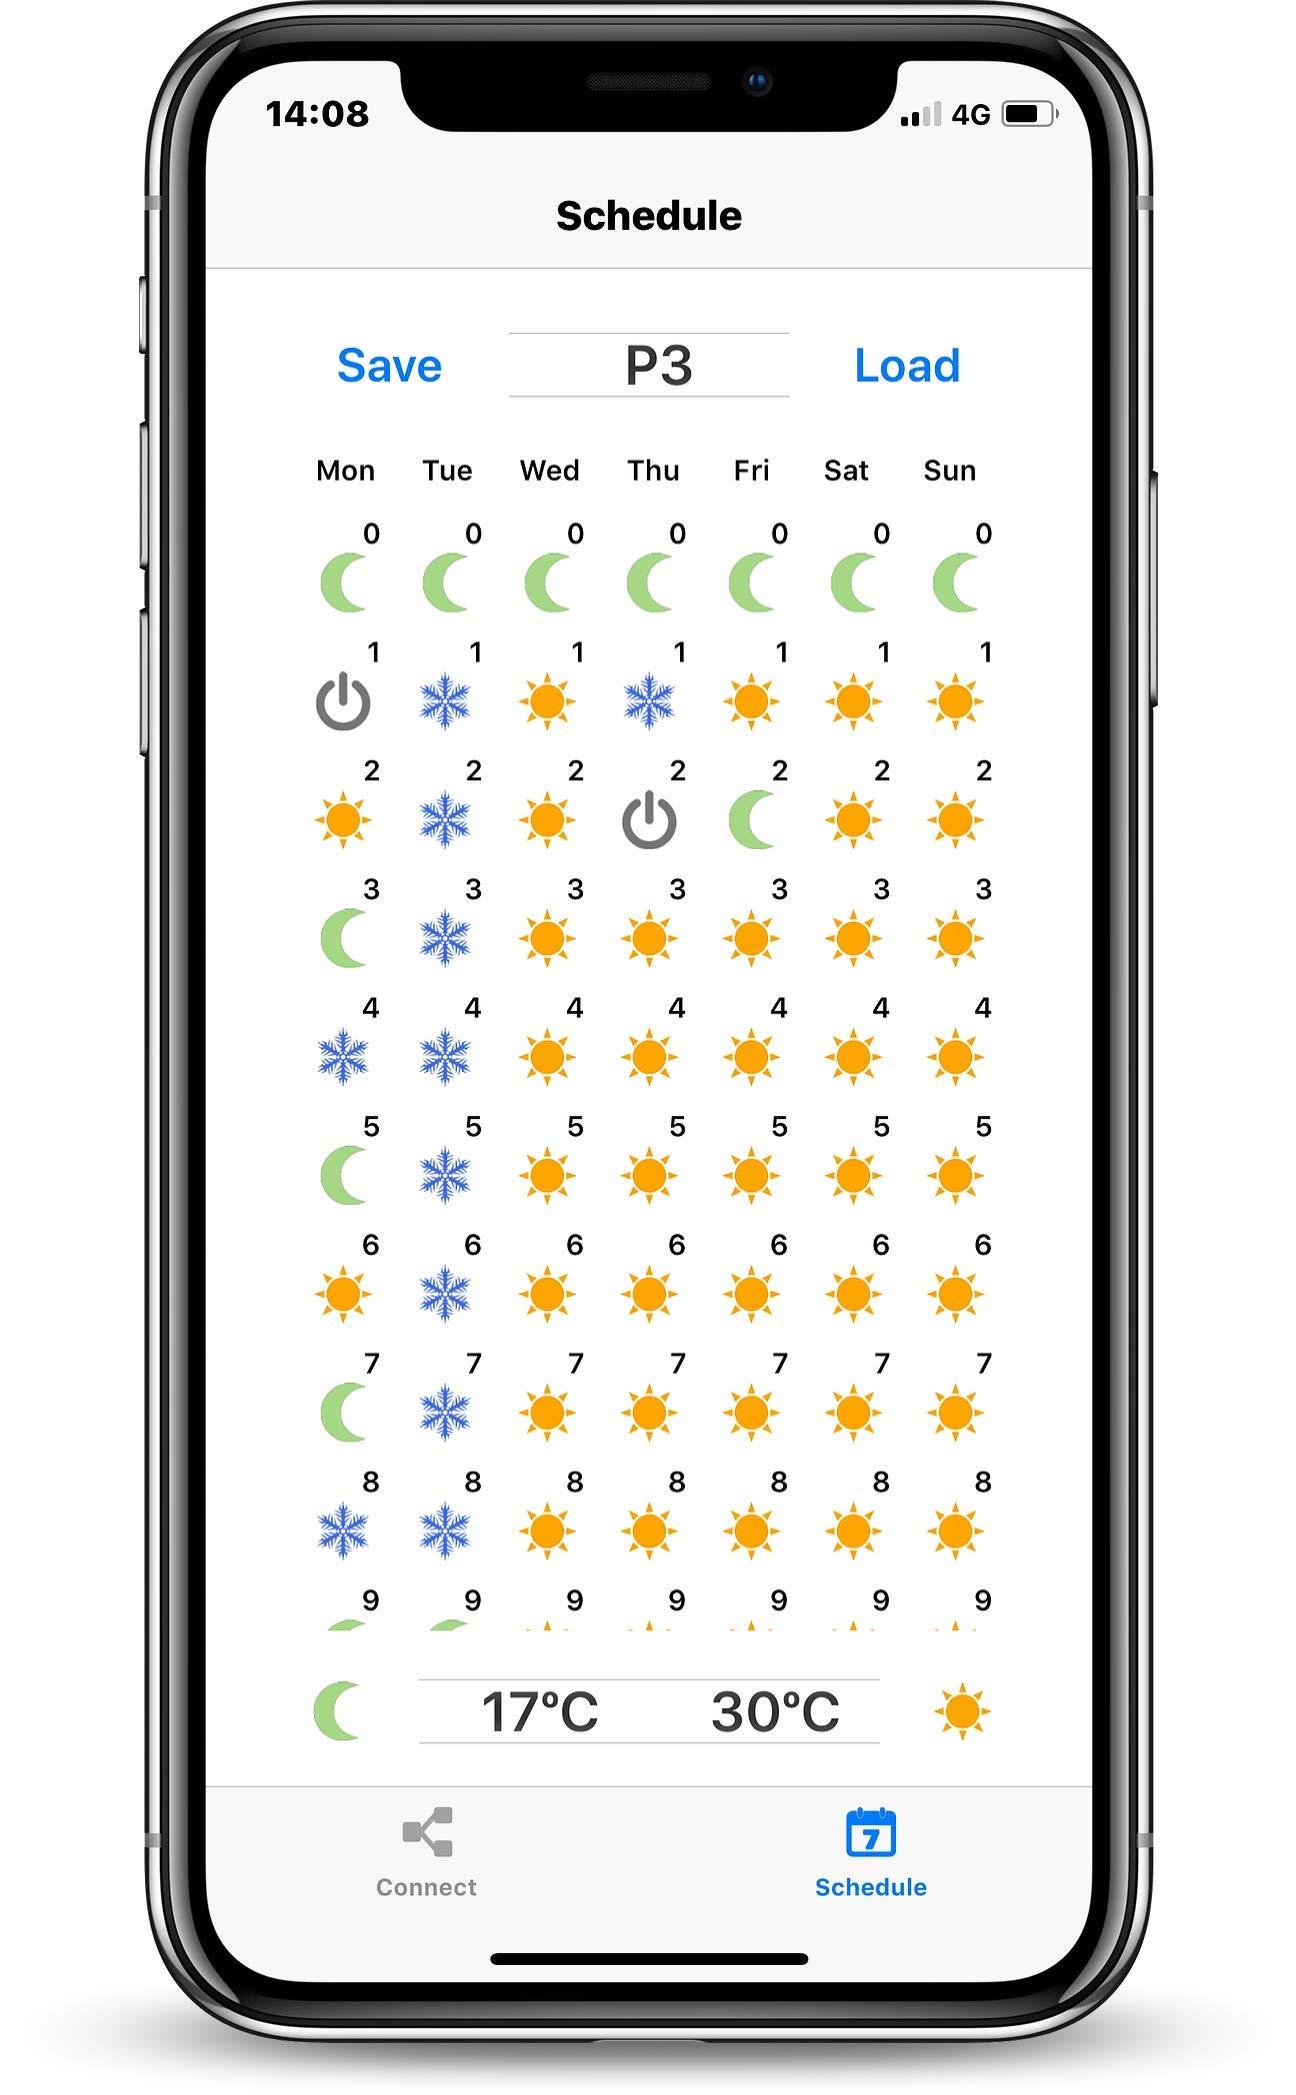 14:08 4G
Schedule
Save P3 Load
Mon Tue Wed Thu Fri Sat Sun
0 0 0 0 0 0 0
1 1 1 1 1 1 1
2 2 2 2 2 2 2
3 3 3 3 3 3 3
4 4 4 4 4 4 4
5 5 5 5 5 5 5
6 6 6 6 6 6 6
7 7 7 7 7 7 7
8 8 8 8 8 8 8
9 9 9 9 9 9 9
17ºC 30ºC
7
Connect Schedule